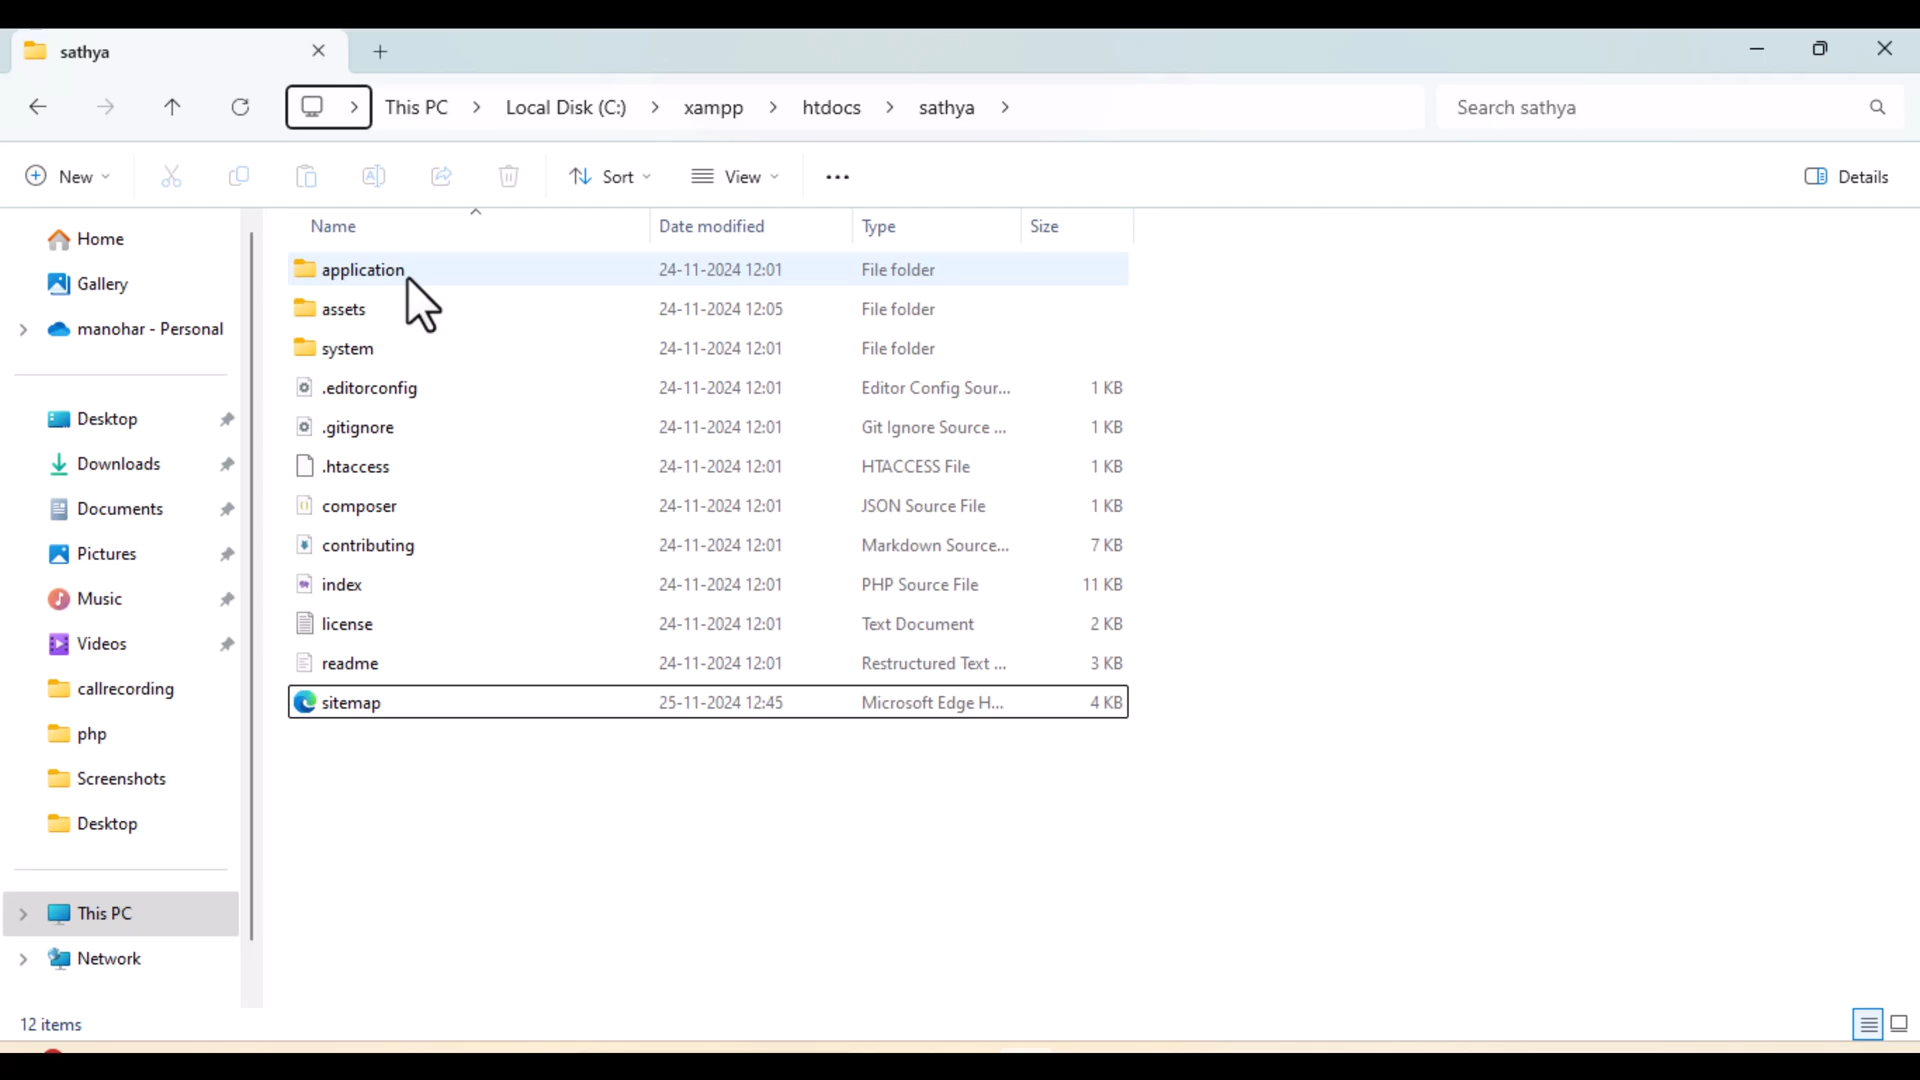 sathya
This PC > Local Disk (C:) > xampp > htdocs > sathya >
Search sathya
New
Sort
View
Details
Name Date modified Type Size
Home
Gallery
manohar - Personal
Desktop
Downloads
Documents
Pictures
Music
Videos
callrecording
php
Screenshots
Desktop
This PC
Network
application 24-11-2024 12:01 File folder
assets 24-11-2024 12:05 File folder
system 24-11-2024 12:01 File folder
.editorconfig 24-11-2024 12:01 Editor Config Sour... 1 KB
.gitignore 24-11-2024 12:01 Git Ignore Source ... 1 KB
.htaccess 24-11-2024 12:01 HTACCESS File 1 KB
composer 24-11-2024 12:01 JSON Source File 1 KB
contributing 24-11-2024 12:01 Markdown Source... 7 KB
index 24-11-2024 12:01 PHP Source File 11 KB
license 24-11-2024 12:01 Text Document 2 KB
readme 24-11-2024 12:01 Restructured Text ... 3 KB
sitemap 25-11-2024 12:45 Microsoft Edge H... 4 KB
12 items